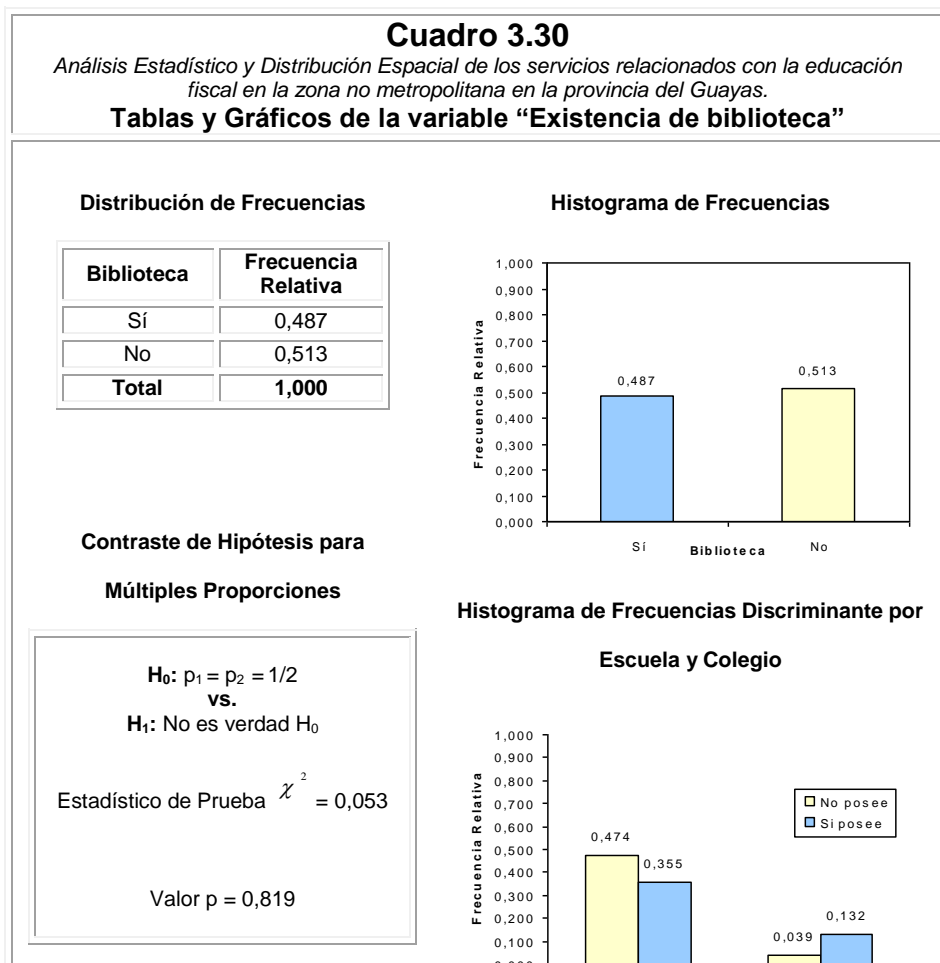 Cuadro 3.30
Análisis Estadístico y Distribución Espacial de los servicios relacionados con la educación
fiscal en la zona no metropolitana en la provincia del Guayas.
Tablas y Gráficos de la variable “Existencia de biblioteca”
Distribución de Frecuencias
Biblioteca Frecuencia Relativa
Sí 0,487
No 0,513
Total 1,000
Histograma de Frecuencias
1,000
0,900
0,800
0,700
0,600
0,500
0,400
0,300
0,200
0,100
0,000
Frecuencia Relativa
0,487
0,513
Sí
Biblioteca
No
Contraste de Hipótesis para
Múltiples Proporciones
H0: p1 = p2 = 1/2
vs.
H1: No es verdad H0
Estadístico de Prueba χ2 = 0,053
Valor p = 0,819
Histograma de Frecuencias Discriminante por
Escuela y Colegio
1,000
0,900
0,800
0,700
0,600
0,500
0,400
0,300
0,200
0,100
Frecuencia Relativa
0,474
0,355
0,039
0,132
No posee
Si posee